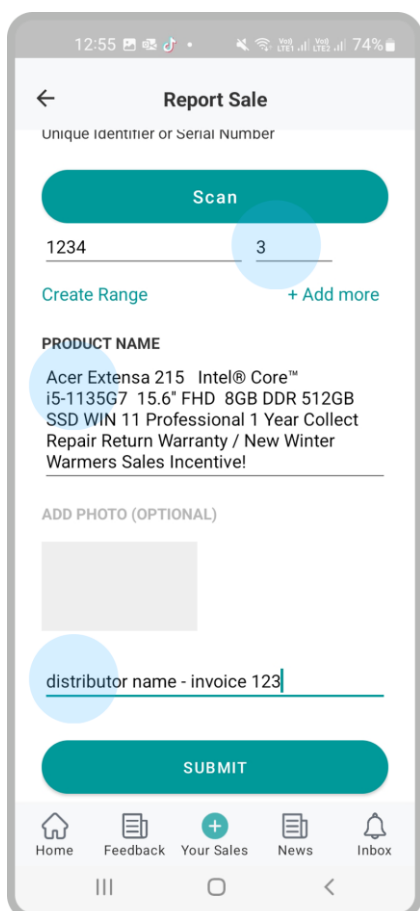 12:55 74%
Report Sale
Unique Identifier or Serial Number
Scan
1234 3
Create Range + Add more
PRODUCT NAME
Acer Extensa 215 Intel® Core™
i5-1135G7 15.6" FHD 8GB DDR 512GB
SSD WIN 11 Professional 1 Year Collect
Repair Return Warranty / New Winter
Warmers Sales Incentive!
ADD PHOTO (OPTIONAL)
distributor name - invoice 123
SUBMIT
Home Feedback Your Sales News Inbox